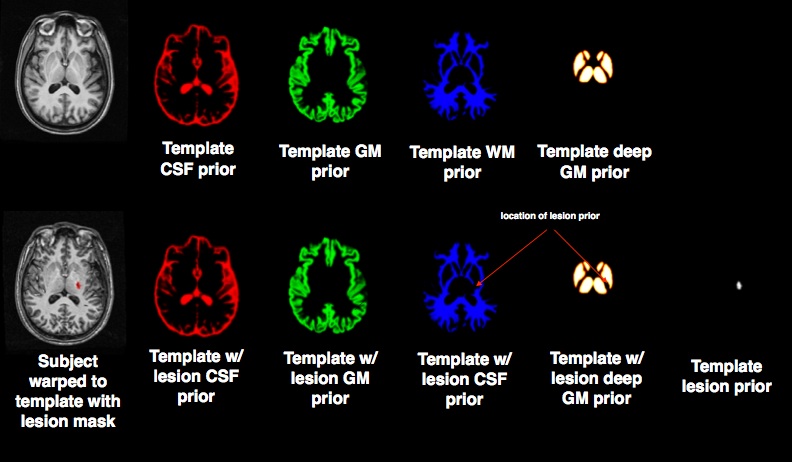 Template
CSF prior
Template GM
prior
Template WM
prior
Template deep
GM prior
location of lesion prior
Subject
warped to
template with
lesion mask
Template w/
lesion CSF
prior
Template w/
lesion GM
prior
Template w/
lesion CSF
prior
Template w/
lesion deep
GM prior
Template
lesion prior